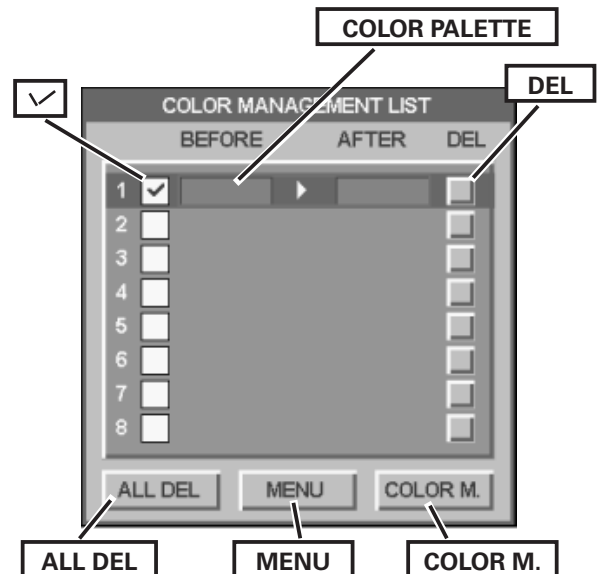 COLOR PALETTE
DEL
COLOR MANAGEMENT LIST
BEFORE AFTER DEL
1
2
3
4
5
6
7
8
ALL DEL MENU COLOR M.
ALL DEL MENU COLOR M.